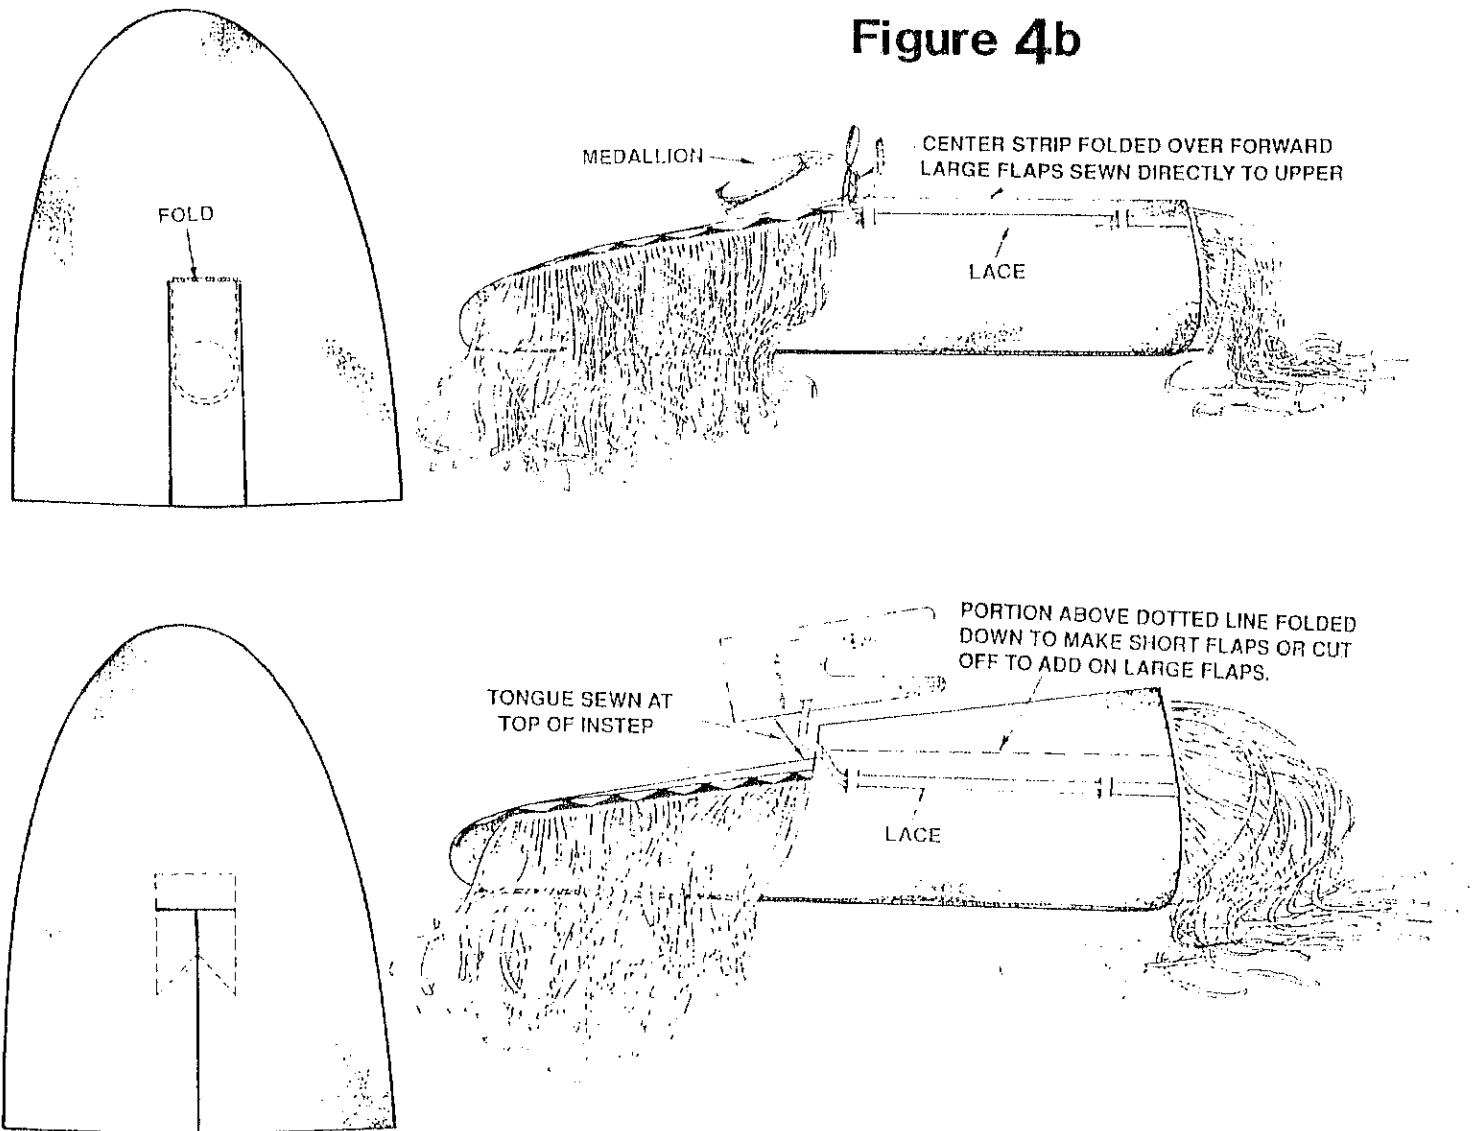 Figure 4b
MEDALLION
CENTER STRIP FOLDED OVER FORWARD
LARGE FLAPS SEWN DIRECTLY TO UPPER
FOLD
LACE
PORTION ABOVE DOTTED LINE FOLDED
DOWN TO MAKE SHORT FLAPS OR CUT
OFF TO ADD ON LARGE FLAPS.
TONGUE SEWN AT
TOP OF INSTEP
LACE